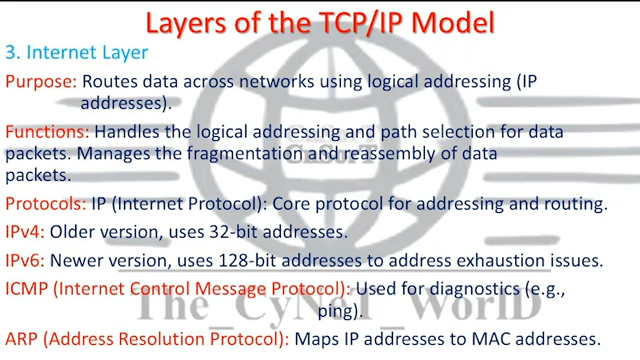 Layers of the TCP/IP Model
3. Internet Layer
Purpose: Routes data across networks using logical addressing (IP
addresses).
Functions: Handles the logical addressing and path selection for data
packets. Manages the fragmentation and reassembly of data
packets.
Protocols: IP (Internet Protocol): Core protocol for addressing and routing.
IPv4: Older version, uses 32-bit addresses.
IPv6: Newer version, uses 128-bit addresses to address exhaustion issues.
ICMP (Internet Control Message Protocol): Used for diagnostics (e.g.,
ping).
The_CyNeT_WorlD
ARP (Address Resolution Protocol): Maps IP addresses to MAC addresses.